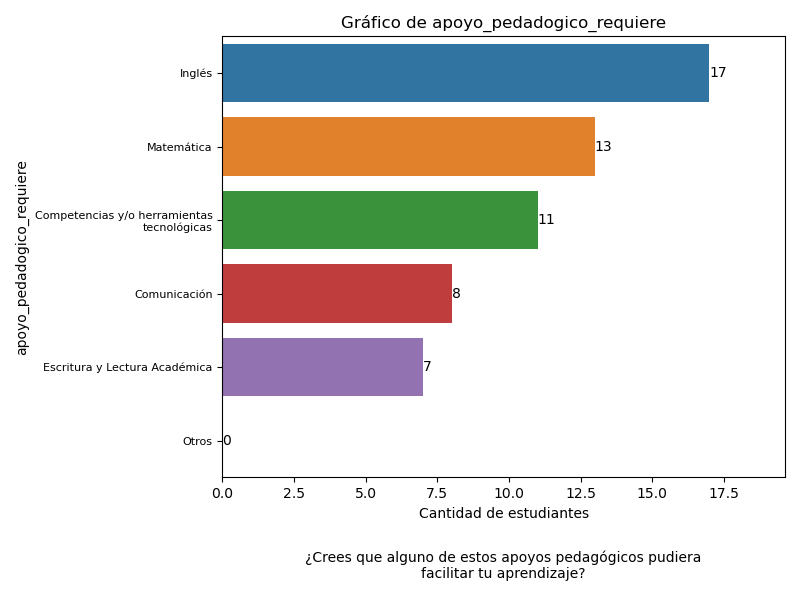 Gráfico de apoyo_pedadogico_requiere
apoyo_pedadogico_requiere
Inglés
17
Matemática
13
Competencias y/o herramientas
tecnológicas
11
Comunicación
8
Escritura y Lectura Académica
7
Otros
0
0.0 2.5 5.0 7.5 10.0 12.5 15.0 17.5
Cantidad de estudiantes
¿Crees que alguno de estos apoyos pedagógicos pudiera
facilitar tu aprendizaje?